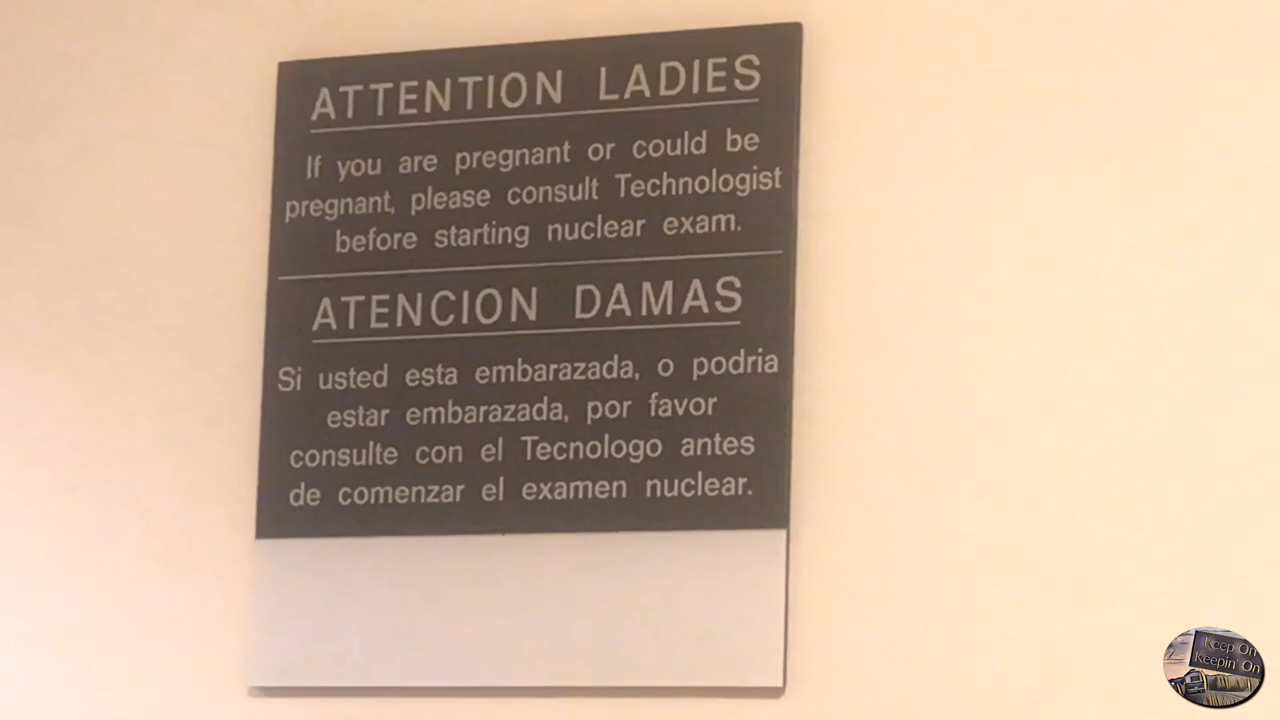 ATTENTION LADIES
If you are pregnant or could be
pregnant, please consult Technologist
before starting nuclear exam.
ATENCION DAMAS
Si usted esta embarazada, o podria
estar embarazada, por favor
consulte con el Tecnologo antes
de comenzar el examen nuclear.
Keep On
Keepin' On